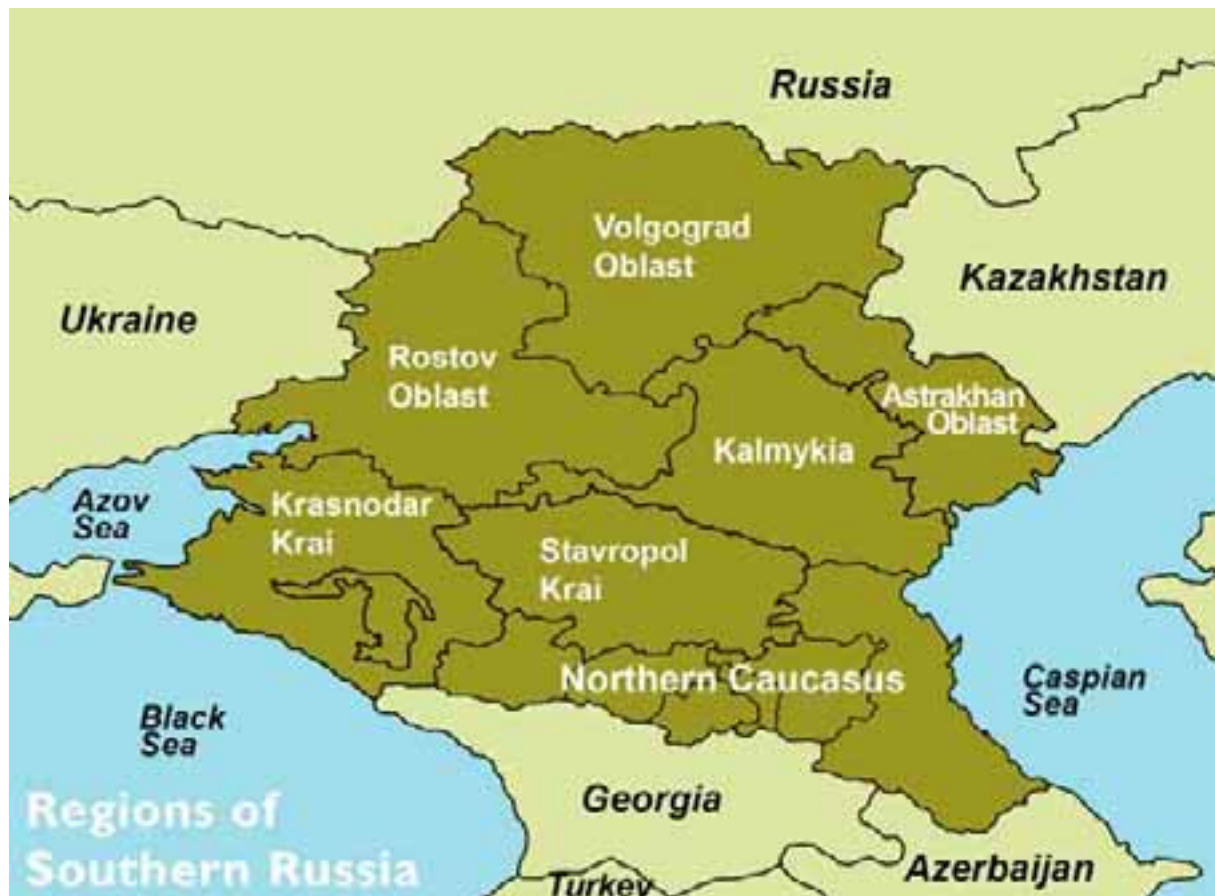 Russia
Volgograd
Oblast
Kazakhstan
Ukraine
Rostov
Oblast
Astrakhan
Oblast
Kalmykia
Azov
Sea
Krasnodar
Krai
Stavropol
Krai
Northern Caucasus
Caspian
Sea
Black
Sea
Georgia
Regions of
Southern Russia
Azerbaijan
Turkey